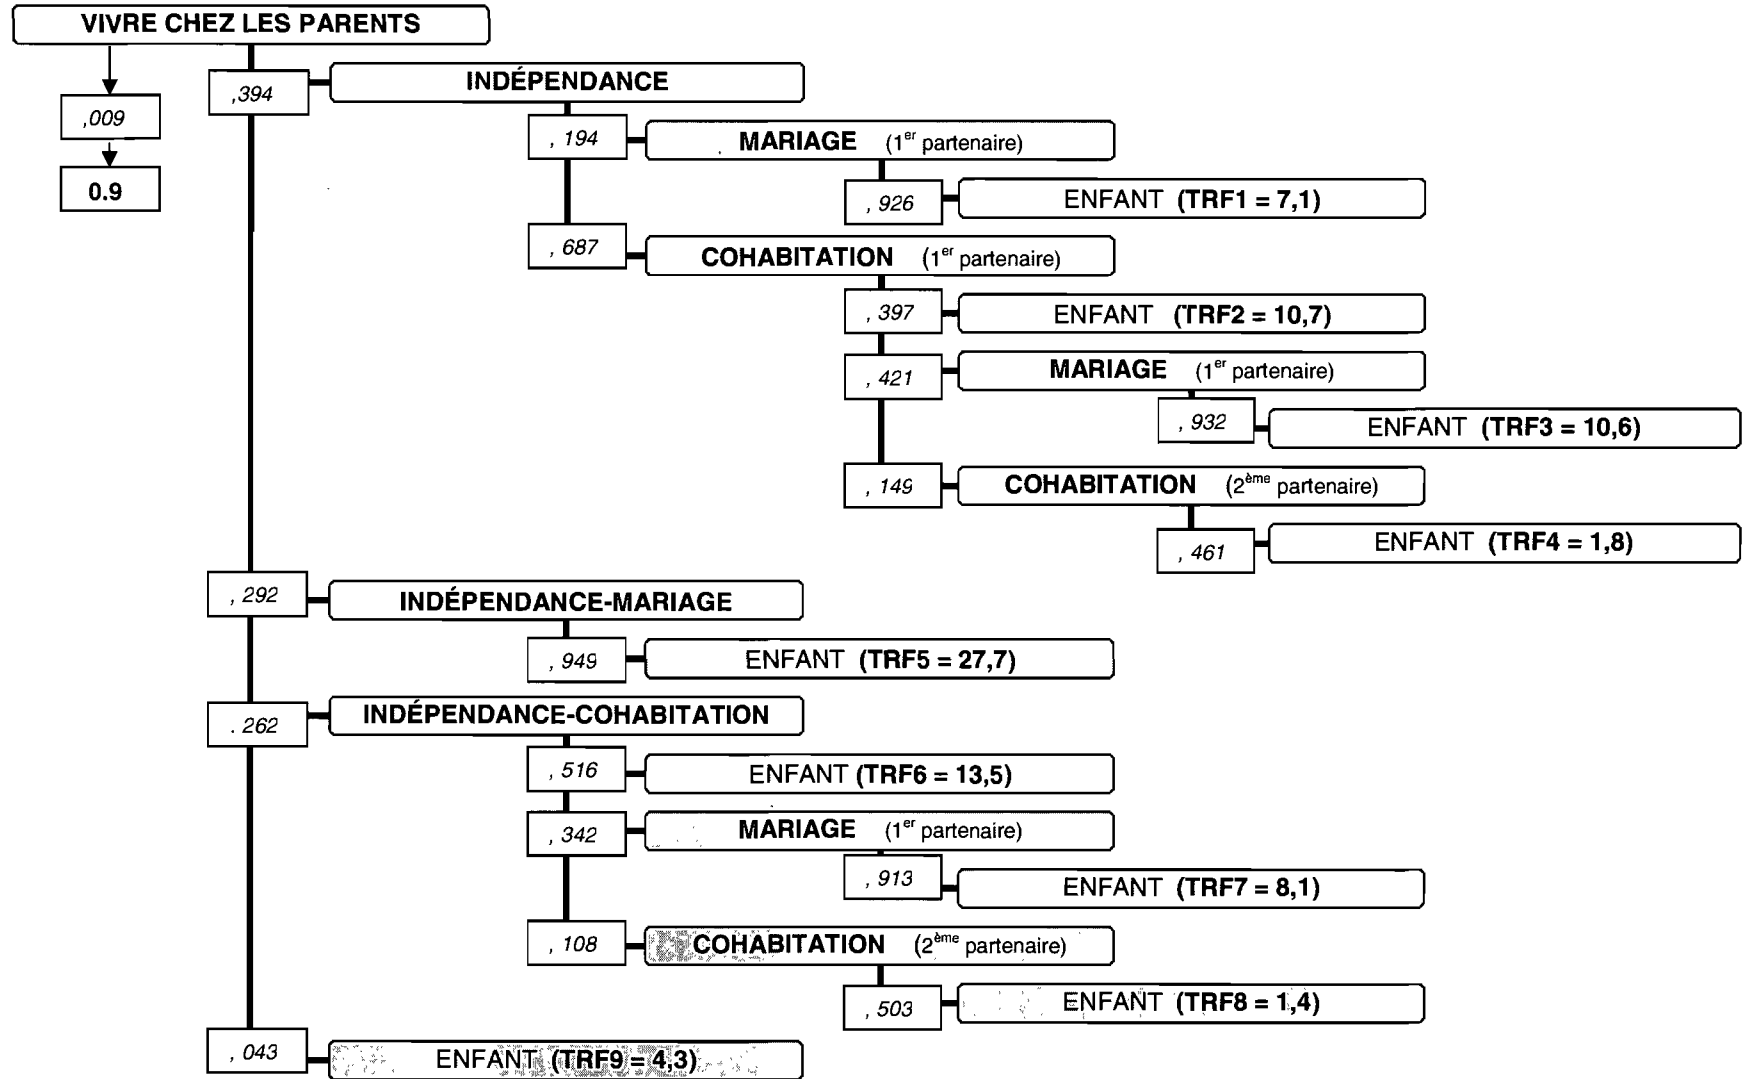 VIVRE CHEZ LES PARENTS
,394 INDÉPENDANCE
,009
0.9
, 194 MARIAGE (1er partenaire)
, 926 ENFANT (TRF1 = 7,1)
, 687 COHABITATION (1er partenaire)
, 397 ENFANT (TRF2 = 10,7)
, 421 MARIAGE (1er partenaire)
, 932 ENFANT (TRF3 = 10,6)
, 149 COHABITATION (2ème partenaire)
, 461 ENFANT (TRF4 = 1,8)
, 292 INDÉPENDANCE-MARIAGE
, 949 ENFANT (TRF5 = 27,7)
. 262 INDÉPENDANCE-COHABITATION
, 516 ENFANT (TRF6 = 13,5)
, 342 MARIAGE (1er partenaire)
, 913 ENFANT (TRF7 = 8,1)
, 108 COHABITATION (2ème partenaire)
, 503 ENFANT (TRF8 = 1,4)
, 043 ENFANT (TRF9 = 4,3)